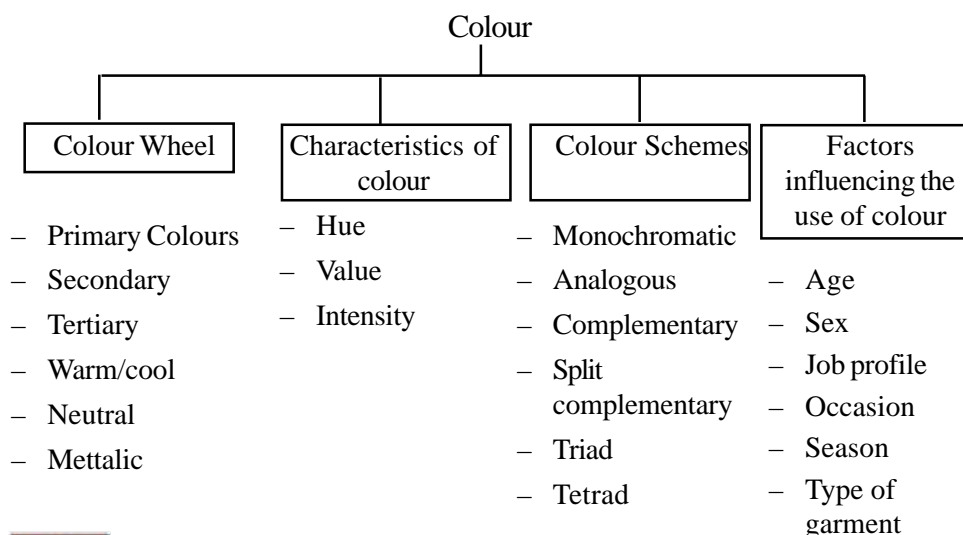 Colour
Colour Wheel
– Primary Colours
– Secondary
– Tertiary
– Warm/cool
– Neutral
– Mettalic
Characteristics of
colour
– Hue
– Value
– Intensity
Colour Schemes
– Monochromatic
– Analogous
– Complementary
– Split
complementary
– Triad
– Tetrad
Factors
influencing the
use of colour
– Age
– Sex
– Job profile
– Occasion
– Season
– Type of
garment